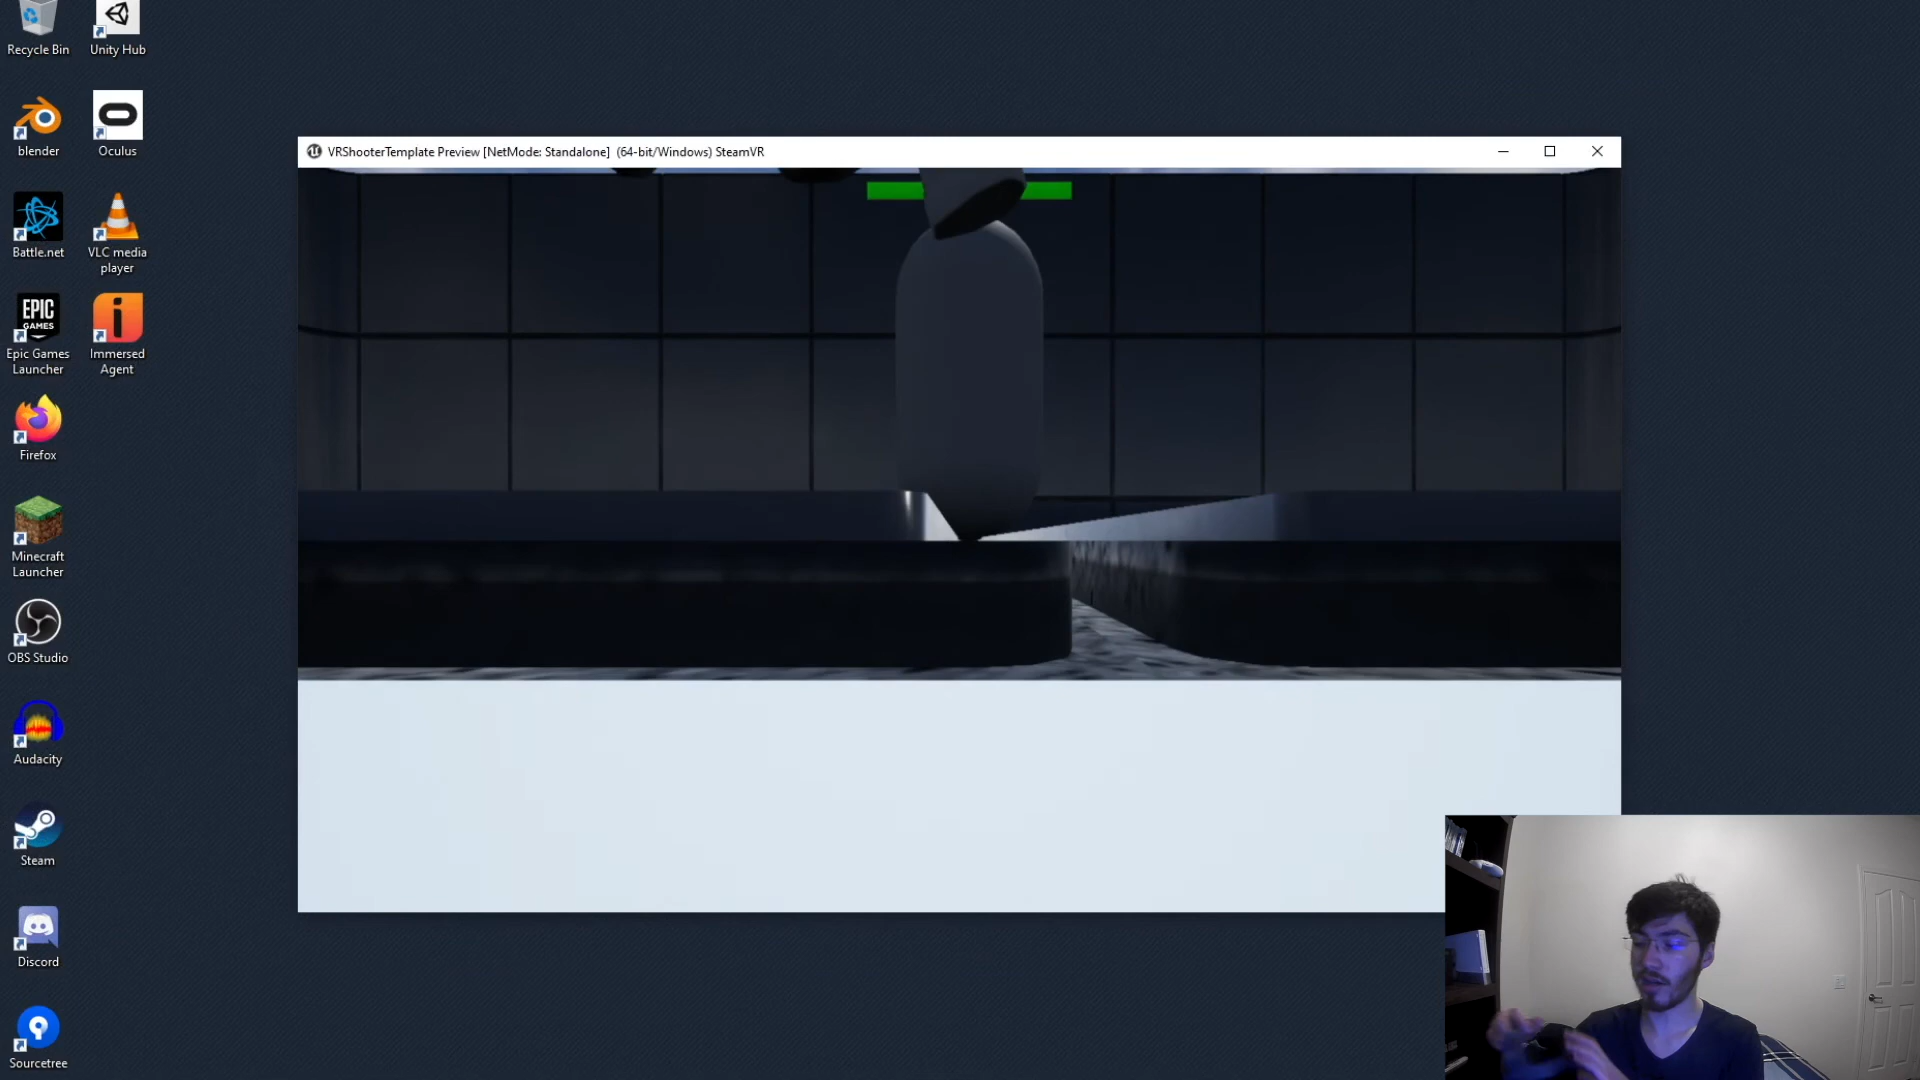 Recycle Bin
Unity Hub
blender
Oculus
Battle.net
VLC media
player
EPIC
GAMES
Epic Games
Launcher
i
Immersed
Agent
Firefox
Minecraft
Launcher
OBS Studio
Audacity
Steam
Discord
Sourcetree
VRShooterTemplate Preview [NetMode: Standalone]  (64-bit/Windows) SteamVR